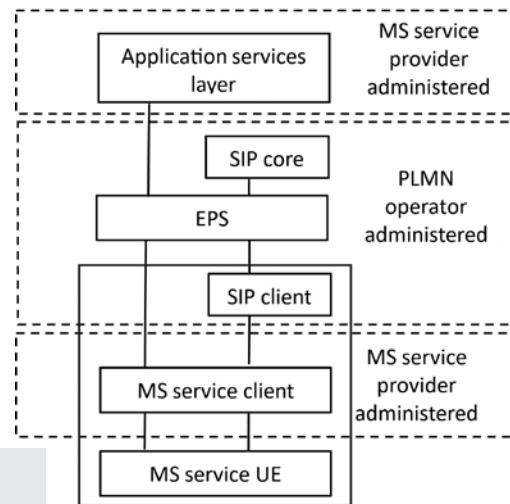 Application services
layer
MS service
provider
administered
SIP core
EPS
SIP client
PLMN
operator
administered
MS service client
MS service UE
MS service
provider
administered